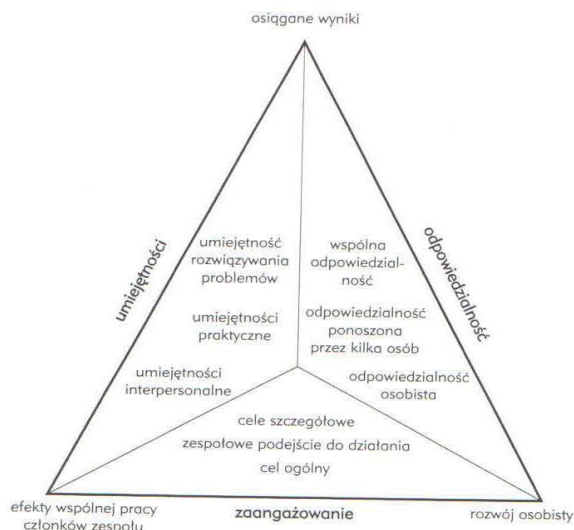 osiągane wyniki
umiejętności
odpowiedzialność
umiejętność
rozwiązywania
problemów
wspólna
odpowiedzial-
ność
umiejętności
praktyczne
odpowiedzialność
ponoszona
przez kilka osób
umiejętności
interpersonalne
odpowiedzialność
osobista
cele szczegółowe
zespołowe podejście do działania
cel ogólny
efekty wspólnej pracy
członków zespołu
zaangażowanie
rozwój osobisty